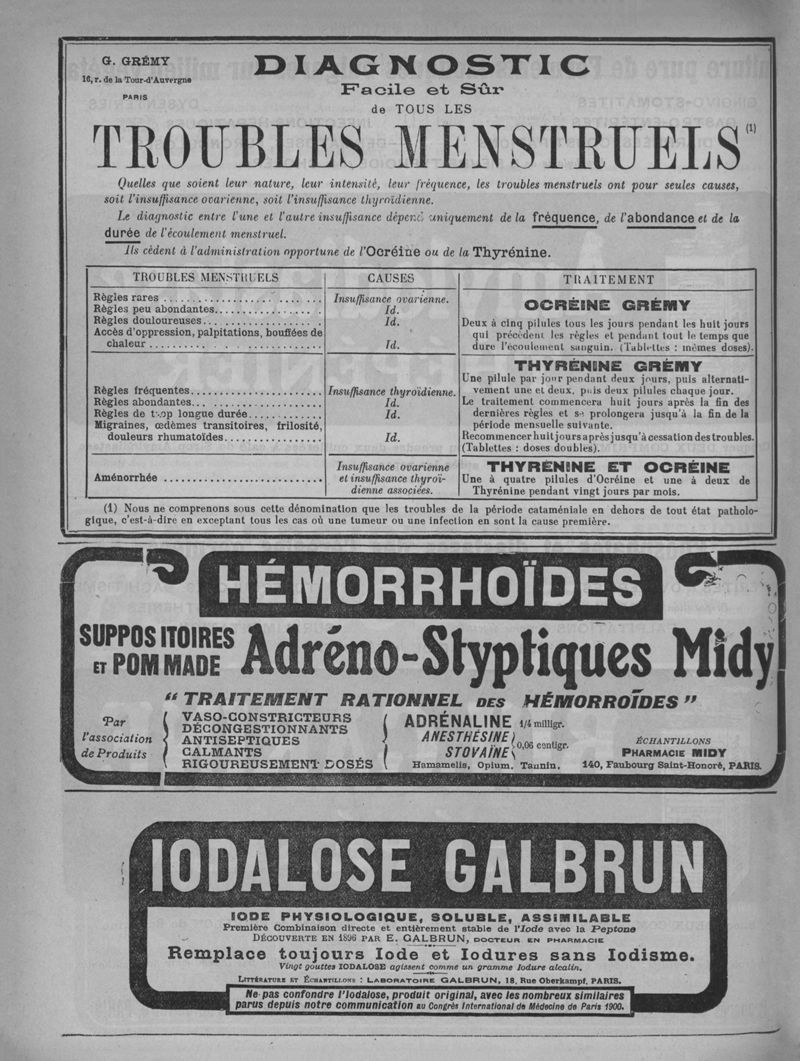 G. GRÉMY
16, r. de la Tour-d'Auvergne
PARIS
DIAGNOSTIC
Facile et Sûr
de TOUS LES
TROUBLES MENSTRUELS (1)
Quelles que soient leur nature, leur intensité, leur fréquence, les troubles menstruels ont pour seules causes,
soit l'insuffisance ovarienne, soit l'insuffisance thyroïdienne.
Le diagnostic entre l'une et l'autre insuffisance dépend uniquement de la fréquence, de l'abondance et de la
durée de l'écoulement menstruel.
Ils cèdent à l'administration opportune de l'Ocréine ou de la Thyrénine.
TROUBLES MENSTRUELS
CAUSES
TRAITEMENT
Règles rares
Insuffisance ovarienne.
Règles peu abondantes
Id.
Règles douloureuses
Id.
Accès d'oppression, palpitations, bouffées de
chaleur
Id.
OCRÉINE GRÉMY
Deux à cinq pilules tous les jours pendant les huit jours
qui précèdent les règles et pendant tout le temps que
dure l'écoulement sanguin. (Tablettes : mêmes doses).
Règles fréquentes
Insuffisance thyroïdienne.
Règles abondantes
Id.
Règles de trop longue durée
Id.
Migraines, œdèmes transitoires, frilosité,
douleurs rhumatoïdes
Id.
THYRÉNINE GRÉMY
Une pilule par jour pendant deux jours, puis alternati-
vement une et deux, puis deux pilules chaque jour.
Le traitement commencera huit jours après la fin des
dernières règles et se prolongera jusqu'à la fin de la
période mensuelle suivante.
Recommencer huit jours après jusqu'à cessation des troubles.
(Tablettes : doses doubles).
Aménorrhée
Insuffisance ovarienne
et insuffisance thyroï-
dienne associées.
THYRÉNINE ET OCRÉINE
Une à quatre pilules d'Ocréine et une à deux de
Thyrénine pendant vingt jours par mois.
(1) Nous ne comprenons sous cette dénomination que les troubles de la période cataméniale en dehors de tout état patholo-
gique, c'est-à-dire en exceptant tous les cas où une tumeur ou une infection en sont la cause première.
HÉMORRHOÏDES
SUPPOSITOIRES
ET POMMADE
Adréno-Styptiques Midy
"TRAITEMENT RATIONNEL DES HÉMORROÏDES"
Par
l'association
de Produits
VASO-CONSTRICTEURS
DÉCONGESTIONNANTS
ANTISEPTIQUES
CALMANTS
RIGOUREUSEMENT DOSÉS
ADRÉNALINE 1/4 milligr.
ANESTHÉSINE
STOVAÏNE
0,06 centigr.
Hamamelis, Opium, Tannin.
ÉCHANTILLONS
PHARMACIE MIDY
140, Faubourg Saint-Honoré, PARIS.
IODALOSE GALBRUN
IODE PHYSIOLOGIQUE, SOLUBLE, ASSIMILABLE
Première Combinaison directe et entièrement stable de l'Iode avec la Peptone
DÉCOUVERTE EN 1896 PAR E. GALBRUN, DOCTEUR EN PHARMACIE
Remplace toujours Iode et Iodures sans Iodisme.
Vingt gouttes IODALOSE agissent comme un gramme Iodure alcalin.
LITTÉRATURE ET ÉCHANTILLONS : LABORATOIRE GALBRUN, 18, Rue Oberkampf, PARIS.
Ne pas confondre l'Iodalose, produit original, avec les nombreux similaires
parus depuis notre communication au Congrès International de Médecine de Paris 1900.